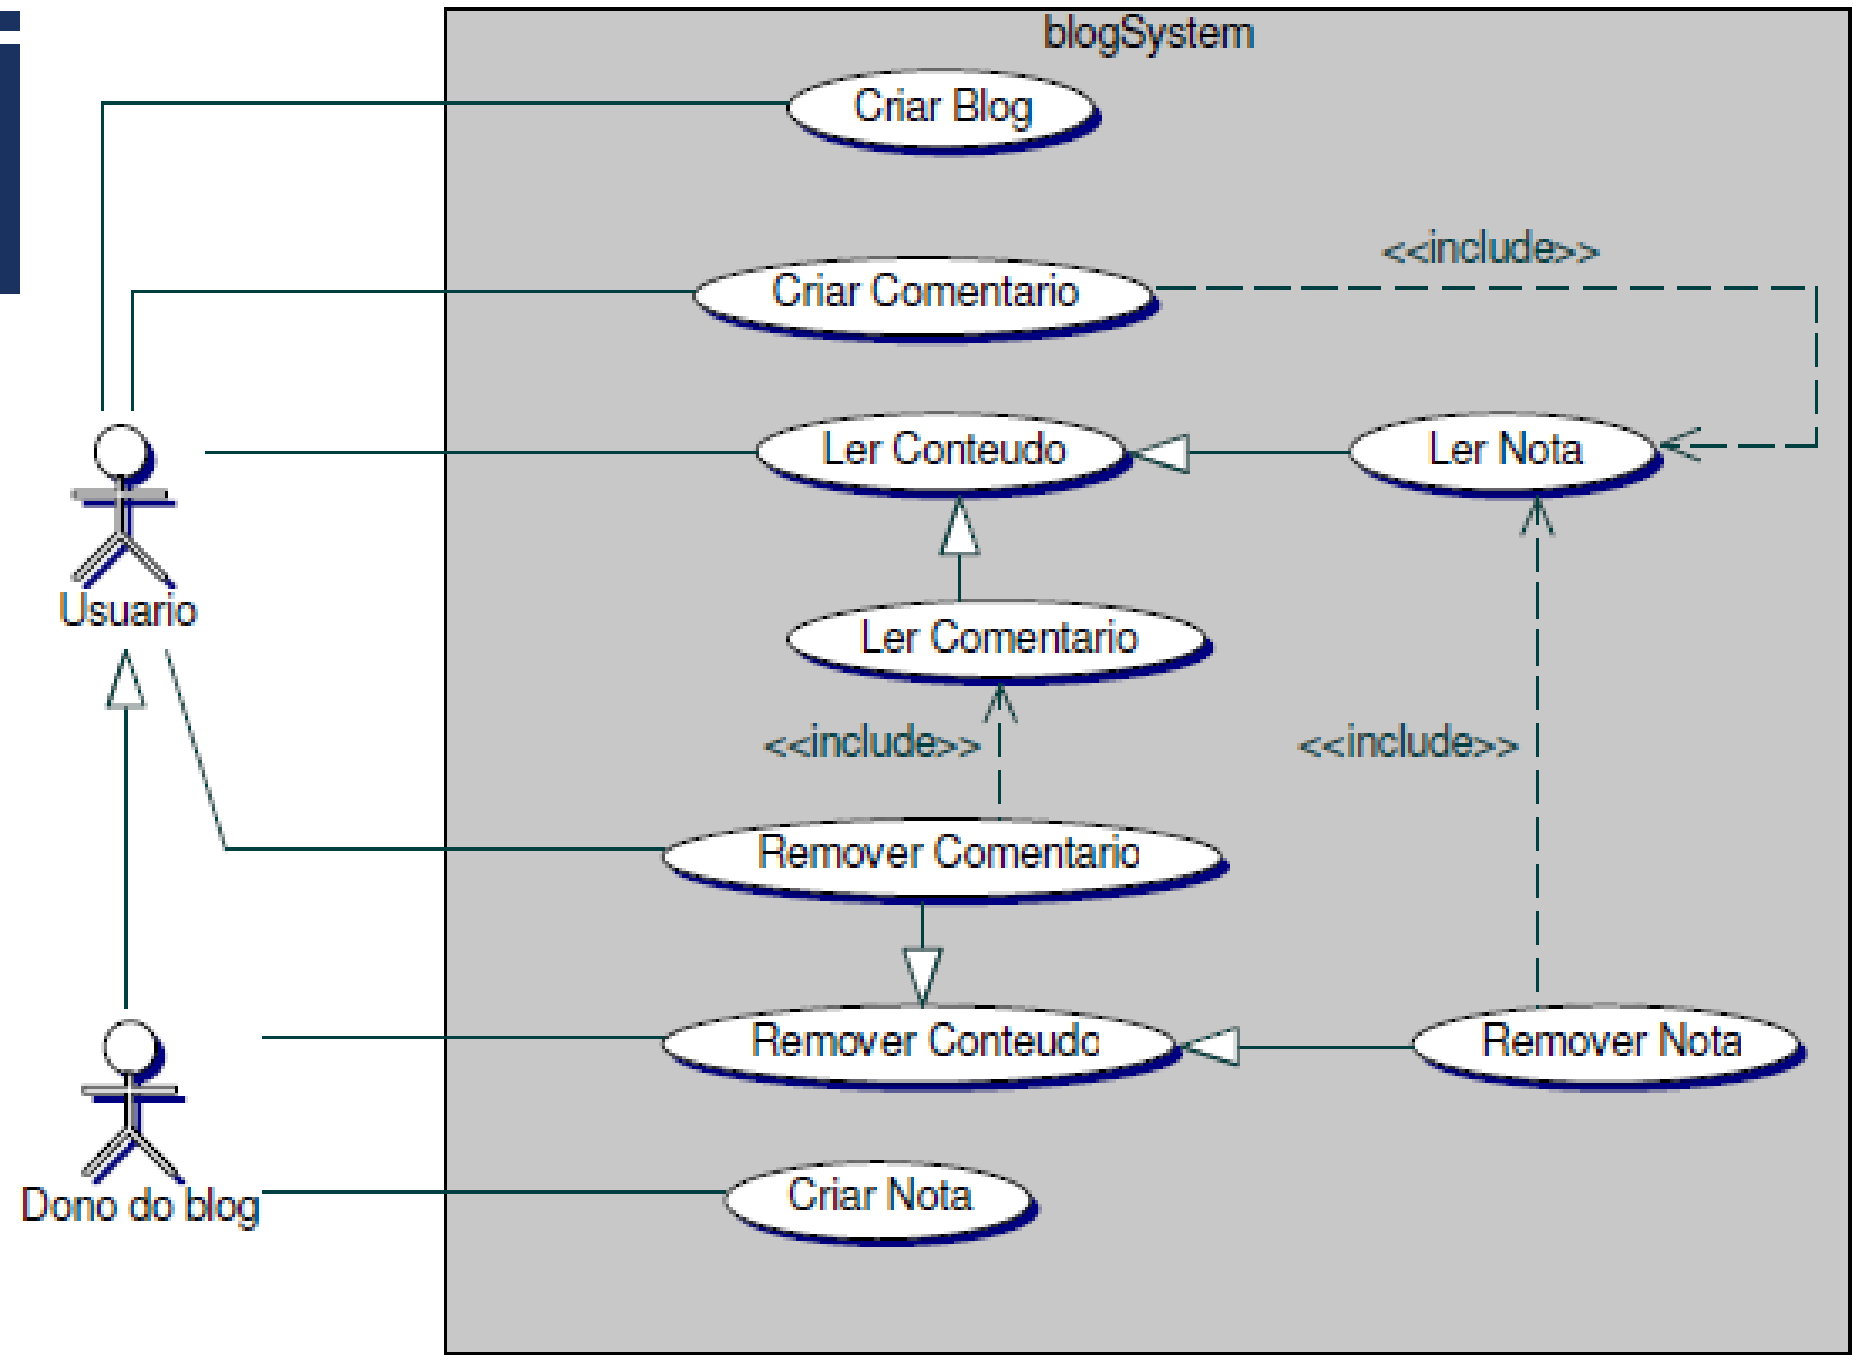 blogSystem
Criar Blog
<<include>>
Criar Comentario
Ler Conteudo
Ler Nota
Usuario
Ler Comentario
<<include>>
<<include>>
Remover Comentario
Remover Conteudo
Remover Nota
Criar Nota
Dono do blog